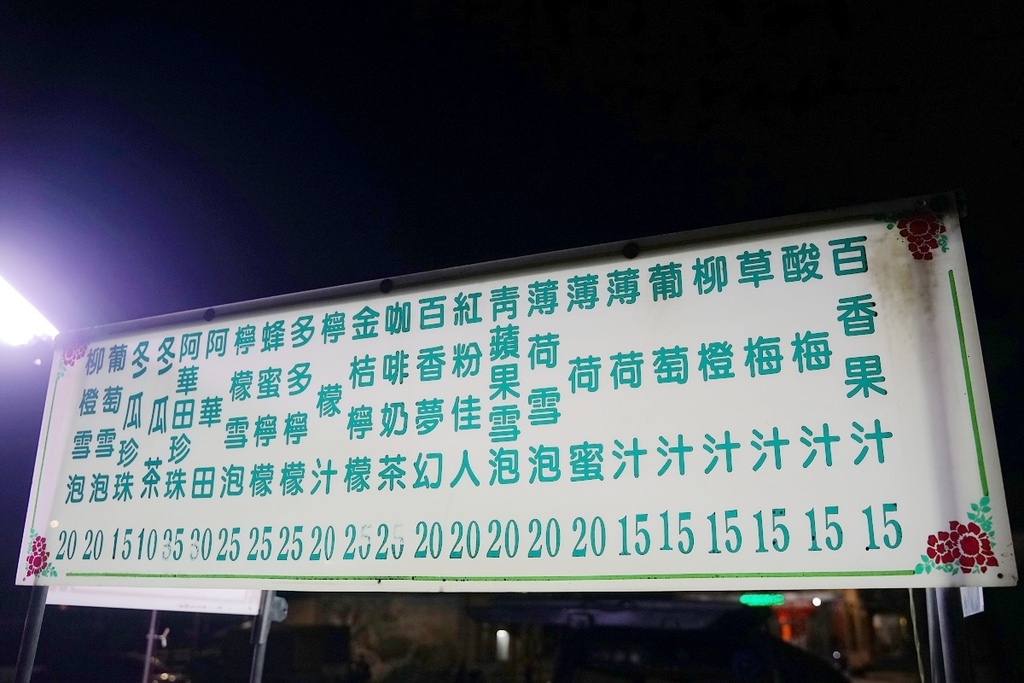 百香果汁 15
酸梅汁 15
草梅汁 15
柳橙汁 15
葡萄汁 15
薄荷汁 15
薄荷蜜 20
薄荷雪泡 20
青蘋果雪泡 20
紅粉佳人 20
百香夢幻 20
咖啡奶茶 25
金桔檸檬 25
檸檬汁 20
多多檸檬 25
蜂蜜檸檬 25
檸檬雪泡 25
阿華田 30
阿華田珍珠 35
冬瓜茶 10
冬瓜珍珠 15
葡萄雪泡 20
柳橙雪泡 20